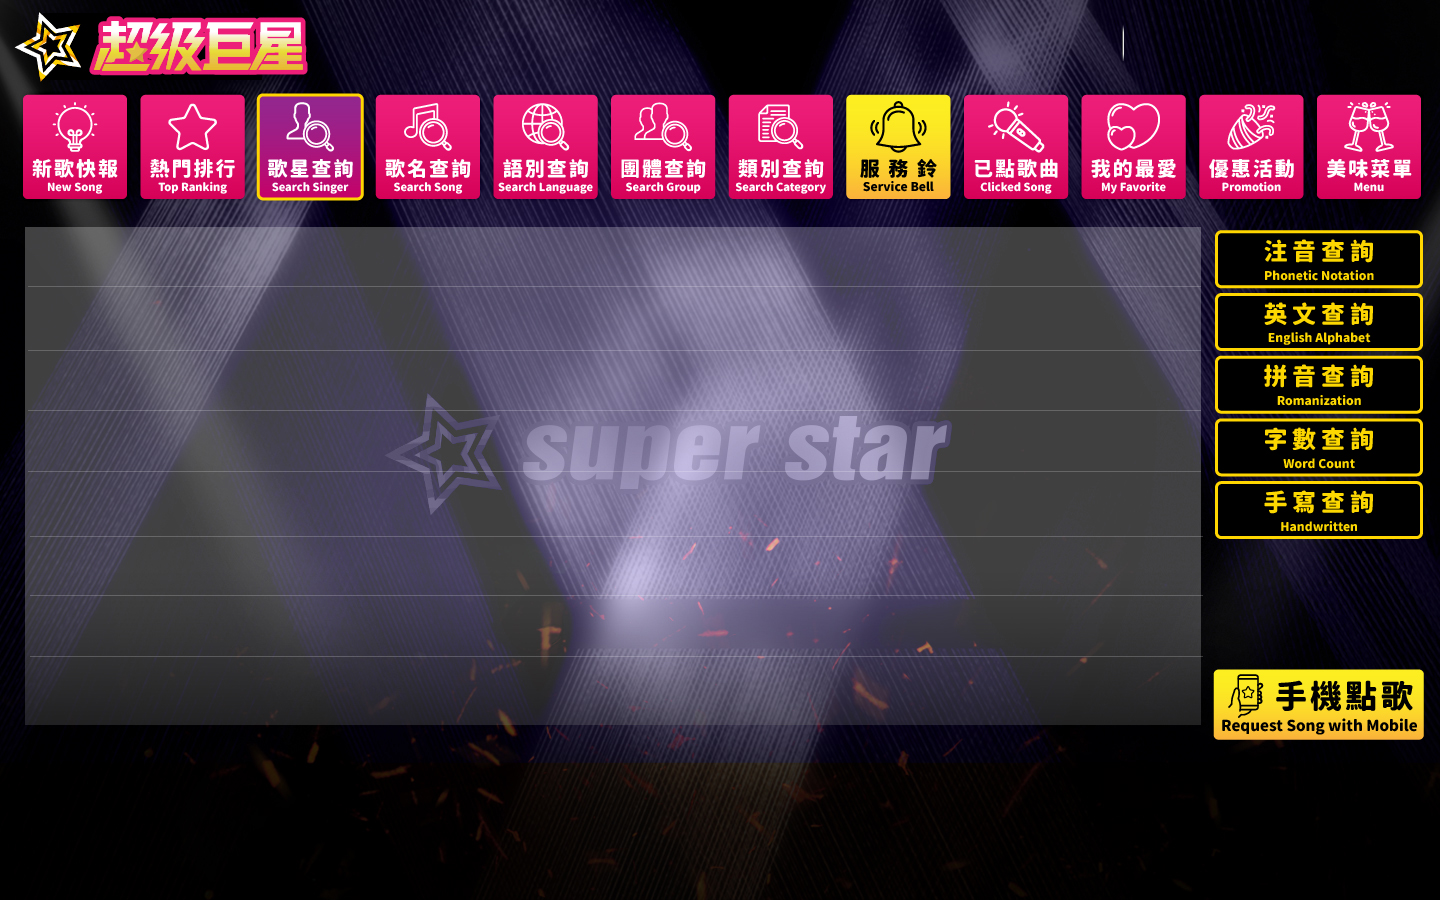 超级巨星
新歌快報
New Song
熱門排行
Top Ranking
歌星查詢
Search Singer
歌名查詢
Search Song
語別查詢
Search Language
團體查詢
Search Group
類別查詢
Search Category
服務鈴
Service Bell
已點歌曲
Clicked Song
我的最愛
My Favorite
優惠活動
Promotion
美味菜單
Menu
super star
注音查詢
Phonetic Notation
英文查詢
English Alphabet
拼音查詢
Romanization
字數查詢
Word Count
手寫查詢
Handwritten
手機點歌
Request Song with Mobile